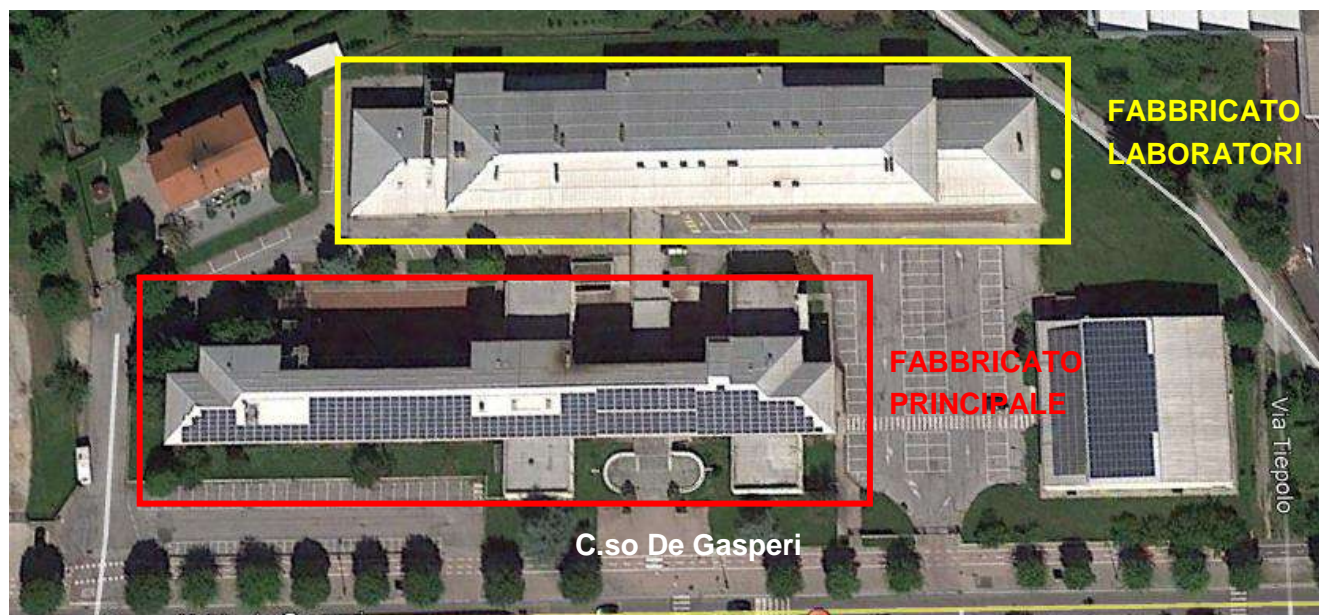 FABBRICATO
LABORATORI
FABBRICATO
PRINCIPALE
Via Tiepolo
C.so De Gasperi